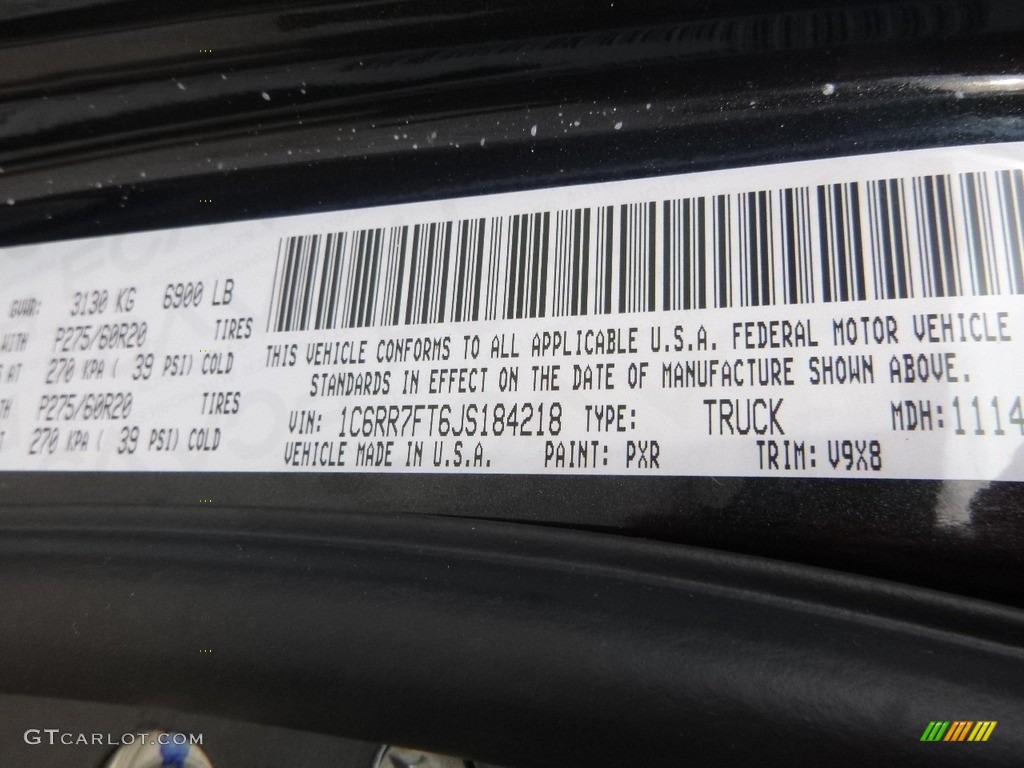 GVWR: 3130 KG 6900 LB
WITH P275/60R20 TIRES
AT 270 KPA ( 39 PSI) COLD
P275/60R20 TIRES
270 KPA ( 39 PSI) COLD
THIS VEHICLE CONFORMS TO ALL APPLICABLE U.S.A. FEDERAL MOTOR VEHICLE
STANDARDS IN EFFECT ON THE DATE OF MANUFACTURE SHOWN ABOVE.
VIN: 1C6RR7FT6JS184218 TYPE: TRUCK MDH: 1114
VEHICLE MADE IN U.S.A. PAINT: PXR TRIM: V9X8
GTCARLOT.COM